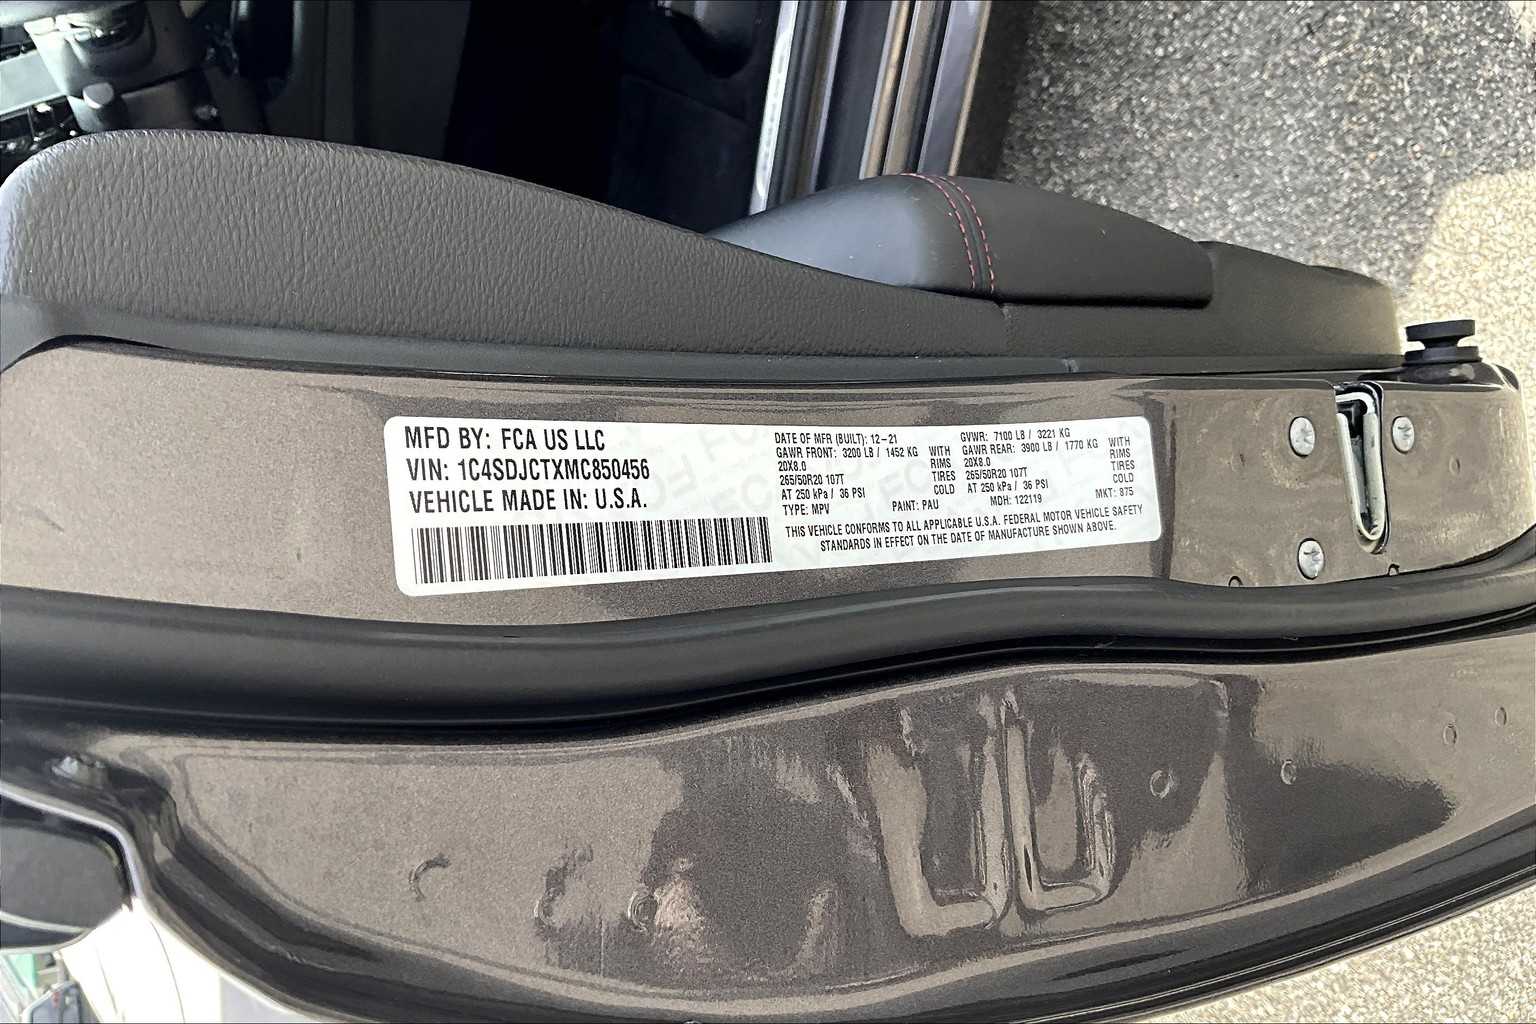 MFD BY: FCA US LLC
VIN: 1C4SDJCTXMC850456
VEHICLE MADE IN: U.S.A.
DATE OF MFR (BUILT): 12-21
GAWR FRONT: 3200 LB / 1452 KG WITH
20X8.0 RIMS
265/50R20 107T TIRES
AT 250 kPa / 36 PSI COLD
TYPE: MPV PAINT: PAU
GVWR: 7100 LB / 3221 KG
GAWR REAR: 3900 LB / 1770 KG WITH
20X8.0 RIMS
265/50R20 107T TIRES
AT 250 kPa / 36 PSI COLD
MDH: 122119 MKT: 875
THIS VEHICLE CONFORMS TO ALL APPLICABLE U.S.A. FEDERAL MOTOR VEHICLE SAFETY
STANDARDS IN EFFECT ON THE DATE OF MANUFACTURE SHOWN ABOVE.